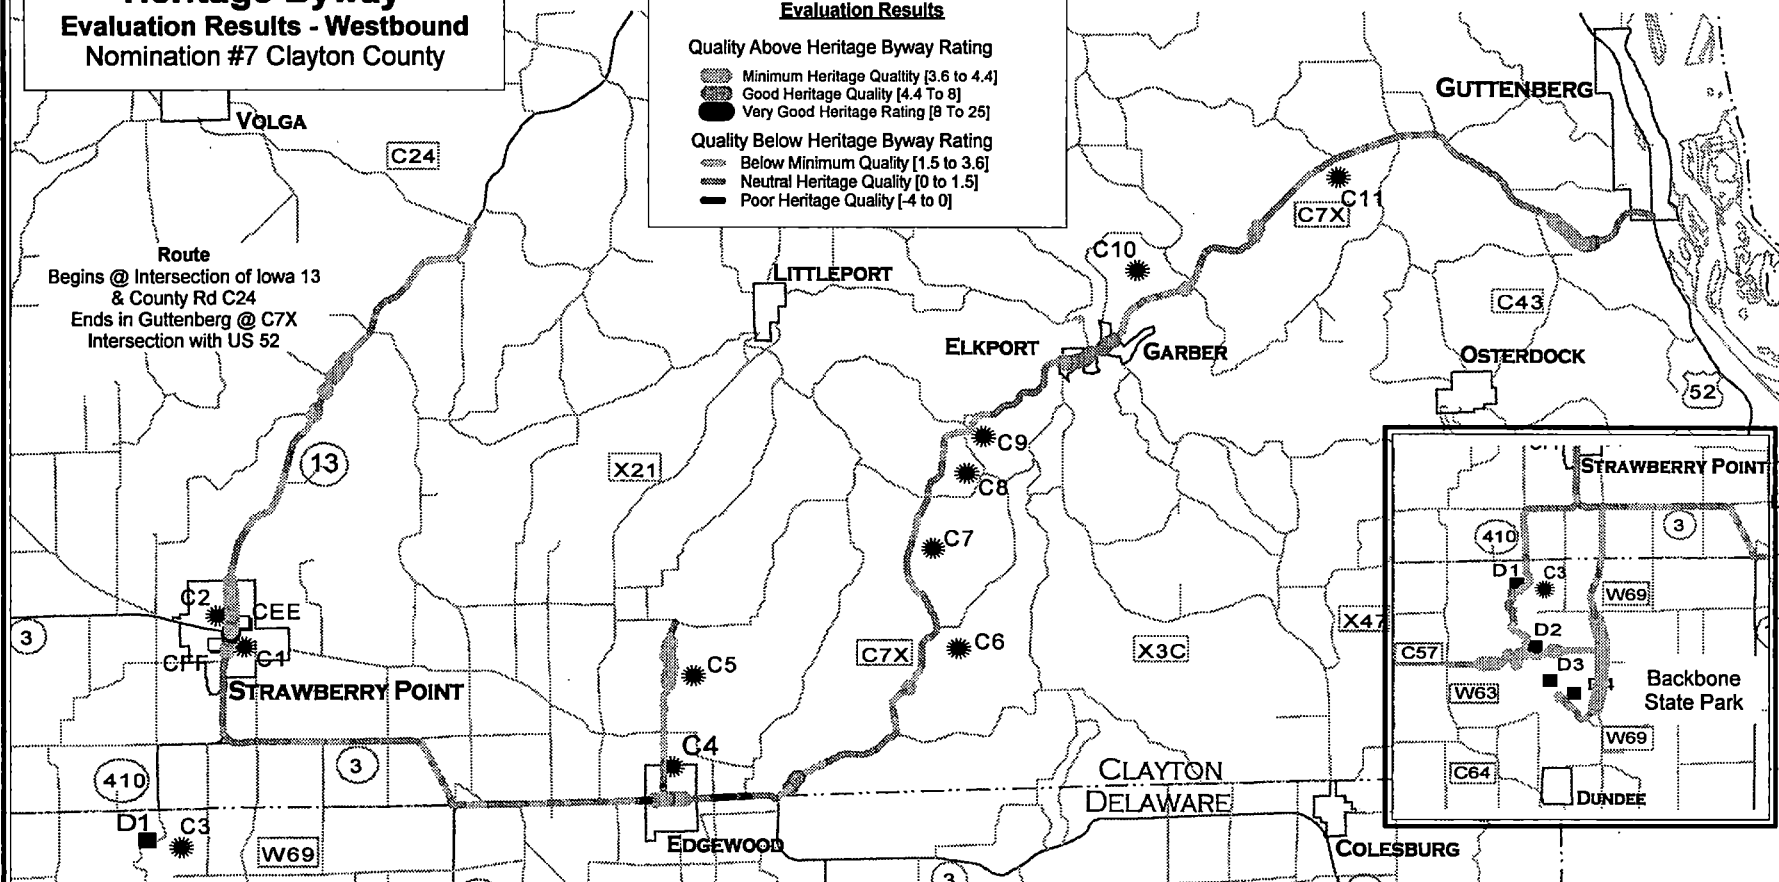 Heritage Byway
Evaluation Results - Westbound
Nomination #7 Clayton County
Evaluation Results
Quality Above Heritage Byway Rating
Minimum Heritage Qualtity [3.6 to 4.4]
Good Heritage Quality [4.4 To 8]
Very Good Heritage Rating [8 To 25]
Quality Below Heritage Byway Rating
Below Minimum Quality [1.5 to 3.6]
Neutral Heritage Quality [0 to 1.5]
Poor Heritage Quality [-4 to 0]
GUTTENBERG
VOLGA
C24
C11
C7X
Route
Begins @ Intersection of Iowa 13
& County Rd C24
Ends in Guttenberg @ C7X
Intersection with US 52
C10
LITTLEPORT
C43
ELKPORT
GARBER
OSTERDOCK
52
13
X21
C9
C8
C7
STRAWBERRY POINT
3
410
D1
C3
W69
D2
C57
D3
W63
Backbone
State Park
W69
C64
DUNDEE
C2
CEE
3
CFF
C1
STRAWBERRY POINT
C5
C7X
C6
X3C
X47
C4
3
410
CLAYTON
DELAWARE
D1
C3
W69
EDGEWOOD
COLESBURG
3